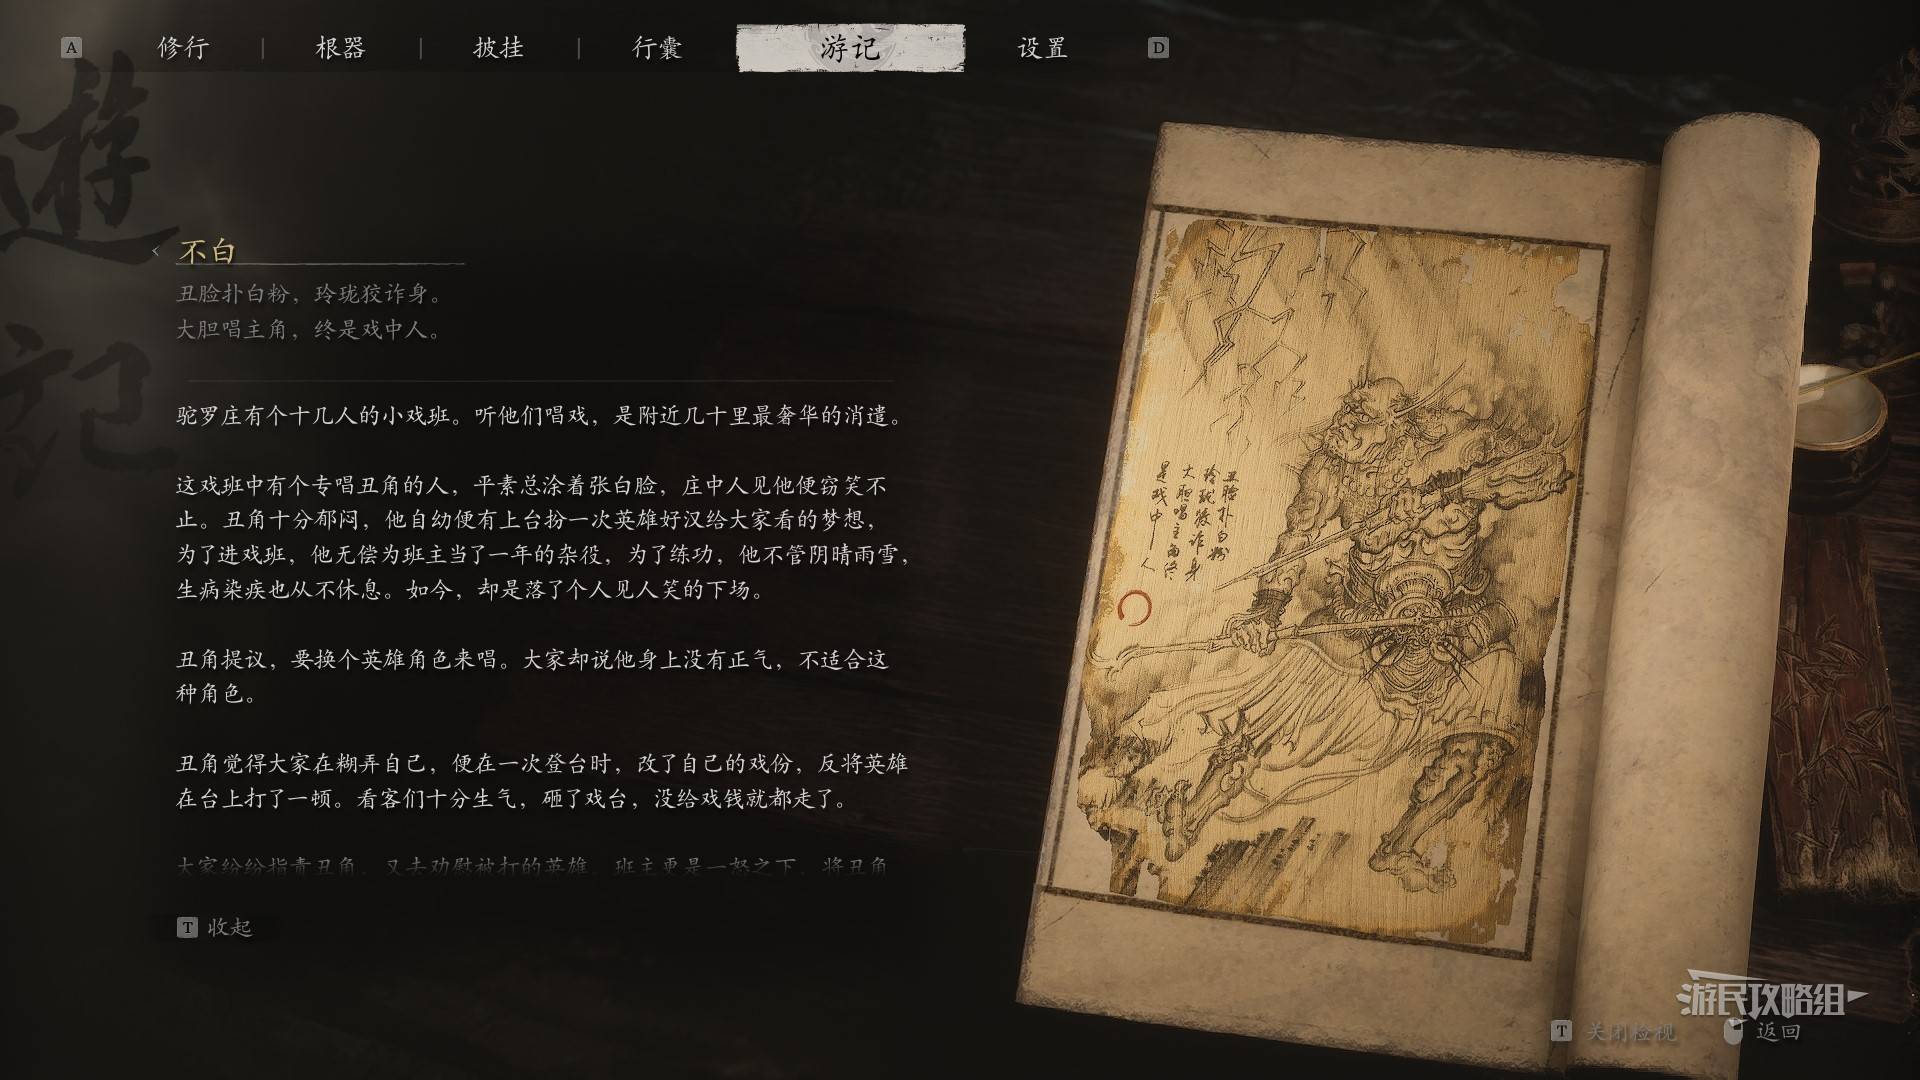 A 修行 | 根器 | 披挂 | 行囊 | 游记 设置 D
遊記
不白
丑脸扑白粉，玲珑狡诈身。
大胆唱主角，终是戏中人。
驼罗庄有个十几人的小戏班。听他们唱戏，是附近几十里最奢华的消遣。
这戏班中有个专唱丑角的人，平素总涂着张白脸，庄中人见他便窃笑不
止。丑角十分郁闷，他自幼便有上台扮一次英雄好汉给大家看的梦想，
为了进戏班，他无偿为班主当了一年的杂役，为了练功，他不管阴晴雨雪，
生病染疾也从不休息。如今，却是落了个人见人笑的下场。
丑角提议，要换个英雄角色来唱。大家却说他身上没有正气，不适合这
种角色。
丑角觉得大家在糊弄自己，便在一次登台时，改了自己的戏份，反将英雄
在台上打了一顿。看客们十分生气，砸了戏台，没给戏钱就都走了。
大家纷纷指责丑角，又去劝慰被打的英雄。班主更是一怒之下，将丑角
T 收起
丑脸扑白粉
玲珑狡诈身
大胆唱主角终
是戏中人
游民攻略组
T 关闭检视 返回